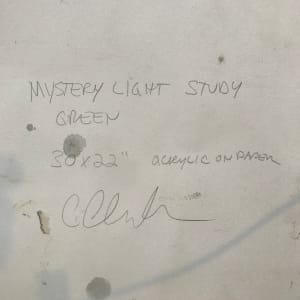 MYSTERY LIGHT STUDY
GREEN
30x22" ACRYLIC ON PAPER